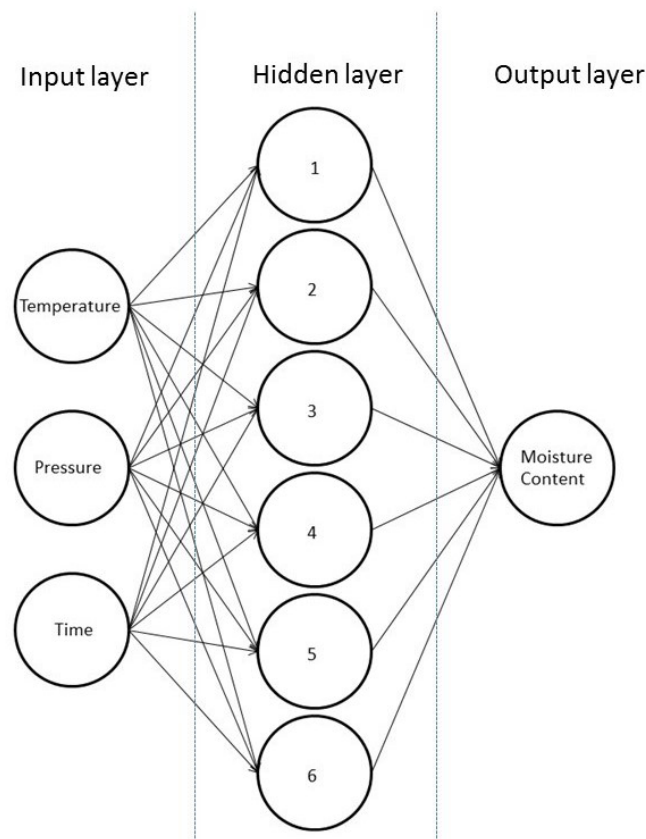 Input layer
Hidden layer
Output layer
Temperature
Pressure
Time
1
2
3
4
5
6
Moisture
Content